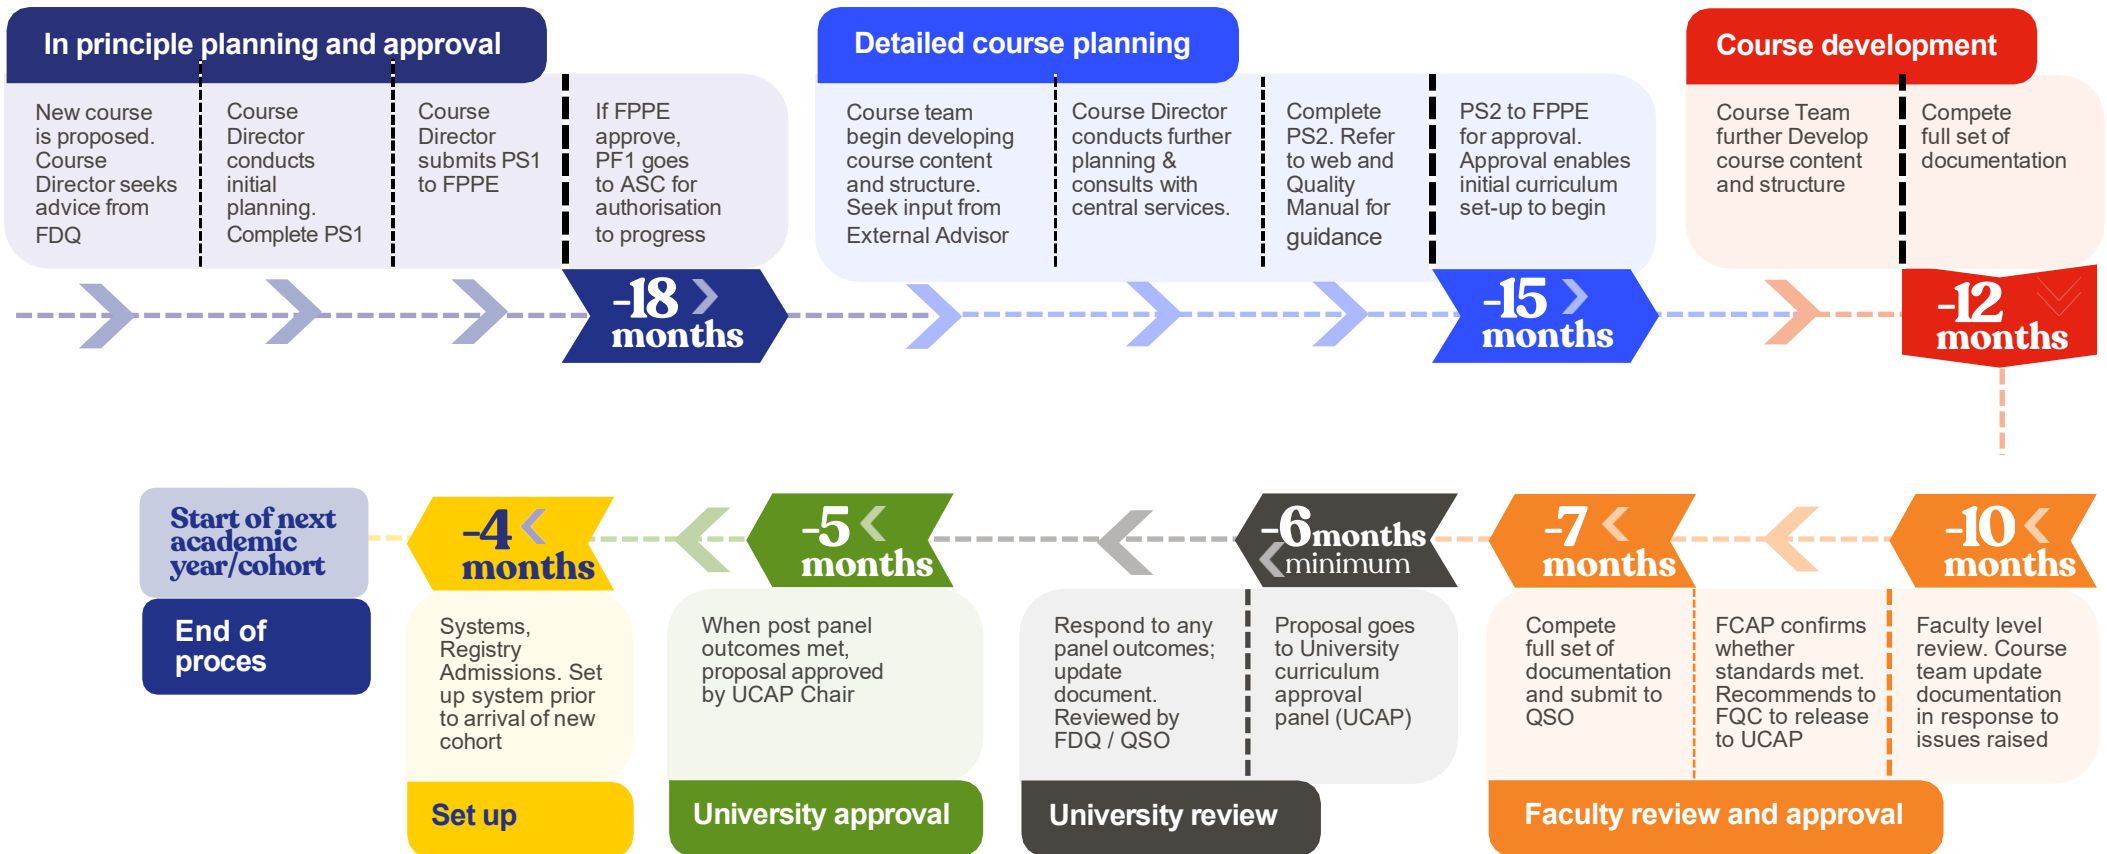 In principle planning and approval
New course
is proposed.
Course
Director seeks
advice from
FDQ
Course
Director
conducts
initial
planning.
Complete PS1
Course
Director
submits PS1
to FPPE
If FPPE
approve,
PF1 goes
to ASC for
authorisation
to progress
-18
months
Detailed course planning
Course team
begin developing
course content
and structure.
Seek input from
External Advisor
Course Director
conducts further
planning &
consults with
central services.
Complete
PS2. Refer
to web and
Quality
Manual for
guidance
PS2 to FPPE
for approval.
Approval enables
initial curriculum
set-up to begin
-15
months
Course development
Course Team
further Develop
course content
and structure
Compete
full set of
documentation
-12
months
-10
months
Faculty level
review. Course
team update
documentation
in response to
issues raised
FCAP confirms
whether
standards met.
Recommends to
FQC to release
to UCAP
-7
months
Compete
full set of
documentation
and submit to
QSO
Faculty review and approval
-6 months
minimum
Proposal goes
to University
curriculum
approval
panel (UCAP)
Respond to any
panel outcomes;
update
document.
Reviewed by
FDQ / QSO
University review
-5
months
When post panel
outcomes met,
proposal approved
by UCAP Chair
University approval
-4
months
Systems,
Registry
Admissions. Set
up system prior
to arrival of new
cohort
Set up
Start of next
academic
year/cohort
End of
proces